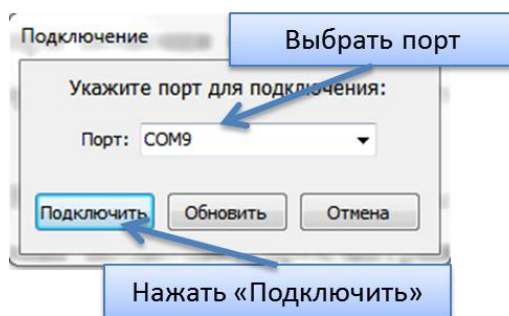 Подключение
Выбрать порт
Укажите порт для подключения:
Порт: COM9
Подключить Обновить Отмена
Нажать «Подключить»